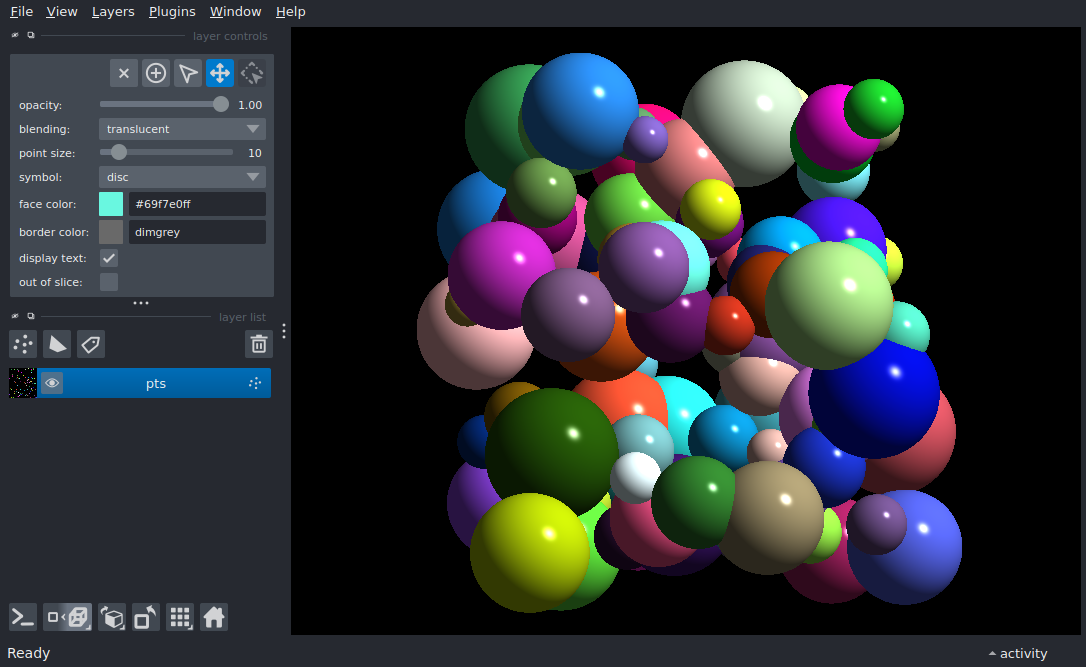 File View Layers Plugins Window Help
layer controls
opacity: 1.00
blending: translucent
point size: 10
symbol: disc
face color: #69f7e0ff
border color: dimgrey
display text:
out of slice:
layer list
pts
Ready
activity